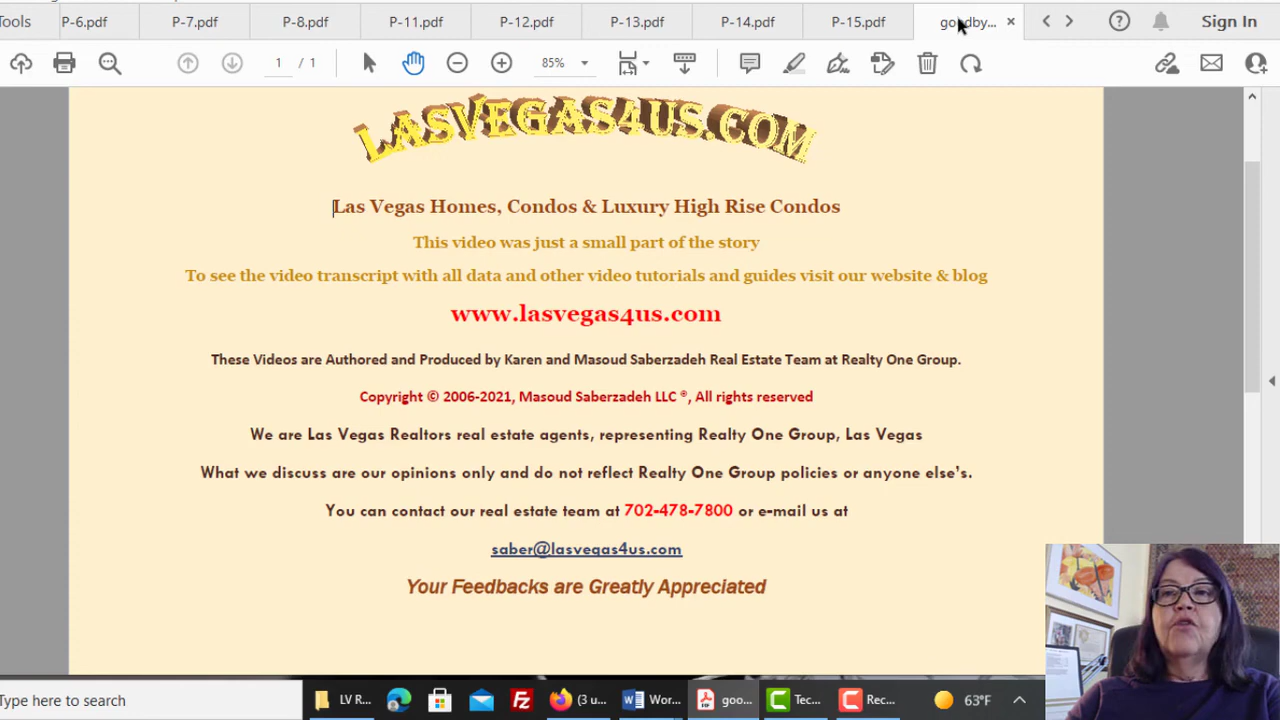 Tools
P-6.pdf
P-7.pdf
P-8.pdf
P-11.pdf
P-12.pdf
P-13.pdf
P-14.pdf
P-15.pdf
goodby...
Sign In
1 / 1
85%
LASVEGAS4US.COM
Las Vegas Homes, Condos & Luxury High Rise Condos
This video was just a small part of the story
To see the video transcript with all data and other video tutorials and guides visit our website & blog
www.lasvegas4us.com
These Videos are Authored and Produced by Karen and Masoud Saberzadeh Real Estate Team at Realty One Group.
Copyright © 2006-2021, Masoud Saberzadeh LLC ®, All rights reserved
We are Las Vegas Realtors real estate agents, representing Realty One Group, Las Vegas
What we discuss are our opinions only and do not reflect Realty One Group policies or anyone else's.
You can contact our real estate team at 702-478-7800 or e-mail us at
saber@lasvegas4us.com
Your Feedbacks are Greatly Appreciated
Type here to search
LV R...
(3 u...
Wor...
goo...
Tec...
Rec...
63°F